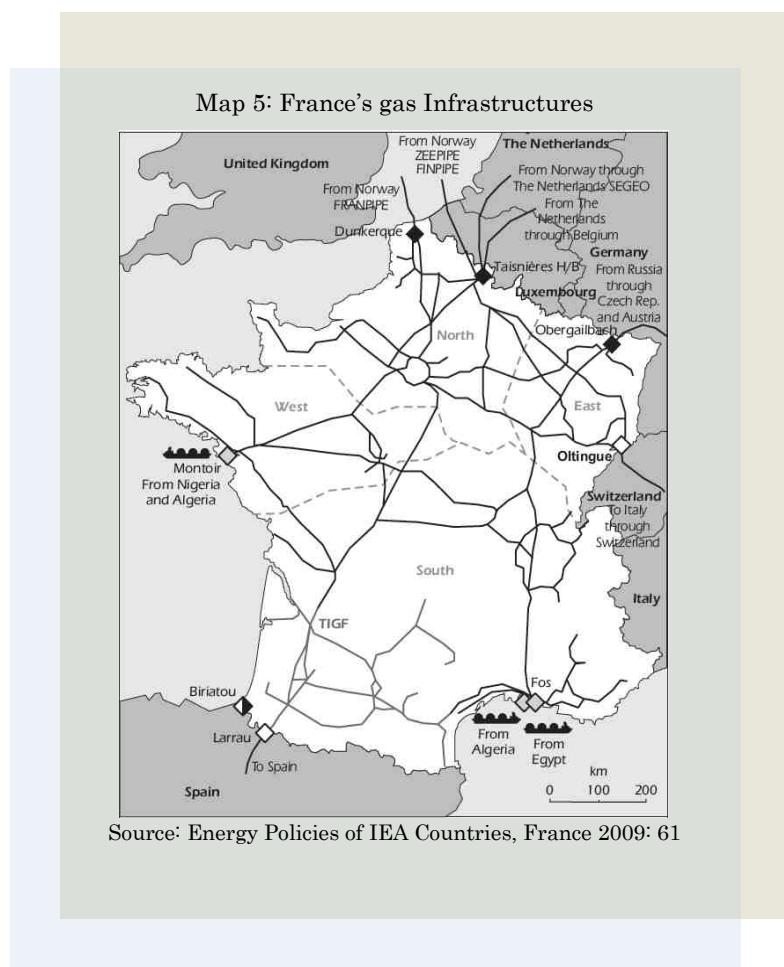 Map 5: France's gas Infrastructures
From Norway
ZEEPIPE
FINPIPE
The Netherlands
United Kingdom
From Norway through
The Netherlands/SEGEO
From Norway
FRANPIPE
From The
Netherlands
through Belgium
Dunkerque
Germany
Taisnières H/B
From Russia
through
Czech Rep.
and Austria
Luxembourg
Obergailbach
North
West
East
Oltingue
Montoir
From Nigeria
and Algeria
Switzerland
To Italy
through
Switzerland
South
Italy
TIGF
Fos
Biriatou
Larrau
From
Algeria
From
Egypt
To Spain
Spain
km
0 100 200
Source: Energy Policies of IEA Countries, France 2009: 61